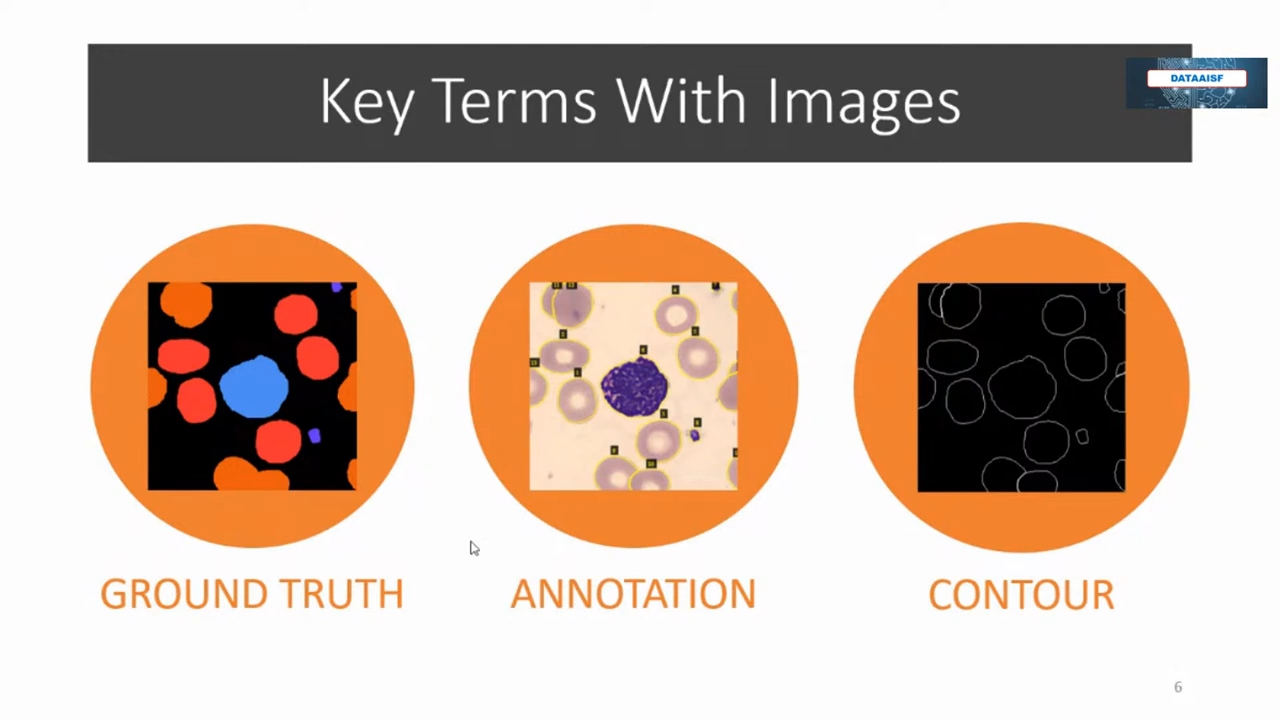 Key Terms With Images
DATAAISF
GROUND TRUTH
ANNOTATION
CONTOUR
6